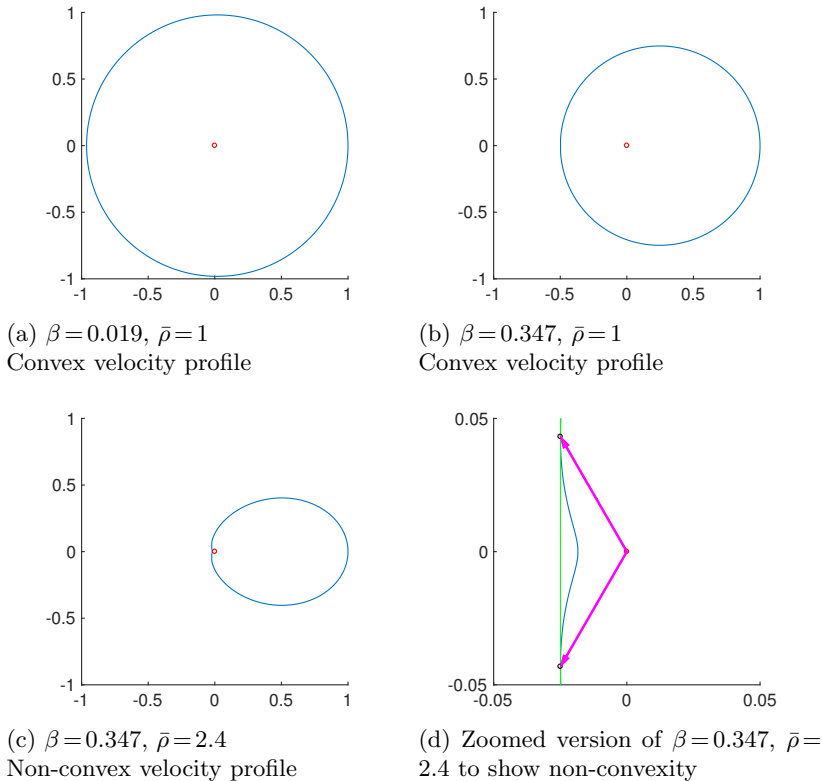 1
0.5
0
-0.5
-1
-1 -0.5 0 0.5 1
(a) β=0.019, ρ̄=1
Convex velocity profile
1
0.5
0
-0.5
-1
-1 -0.5 0 0.5 1
(b) β=0.347, ρ̄=1
Convex velocity profile
1
0.5
0
-0.5
-1
-1 -0.5 0 0.5 1
(c) β=0.347, ρ̄=2.4
Non-convex velocity profile
0.05
0
-0.05
-0.05 0 0.05
(d) Zoomed version of β=0.347, ρ̄=
2.4 to show non-convexity